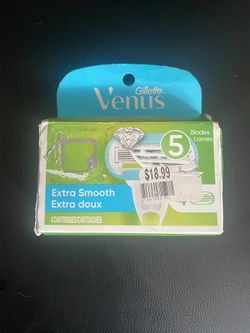 Gillette
Venus
5
Blades
Lames
$18.99
Extra Smooth
Extra doux
4 CARTRIDGES/CARTOUCHES